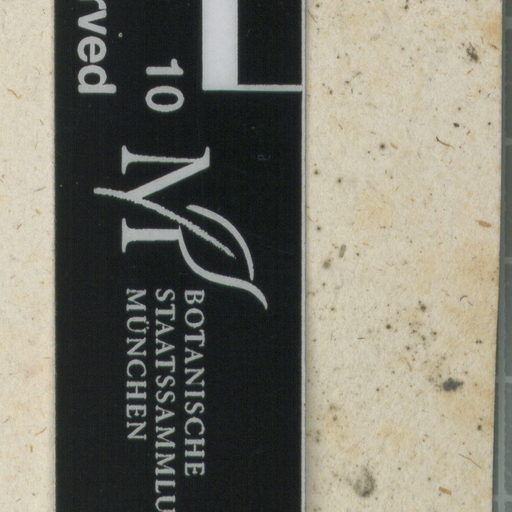 rved
10
M
BOTANISCHE
STAATSSAMMLU
MÜNCHEN